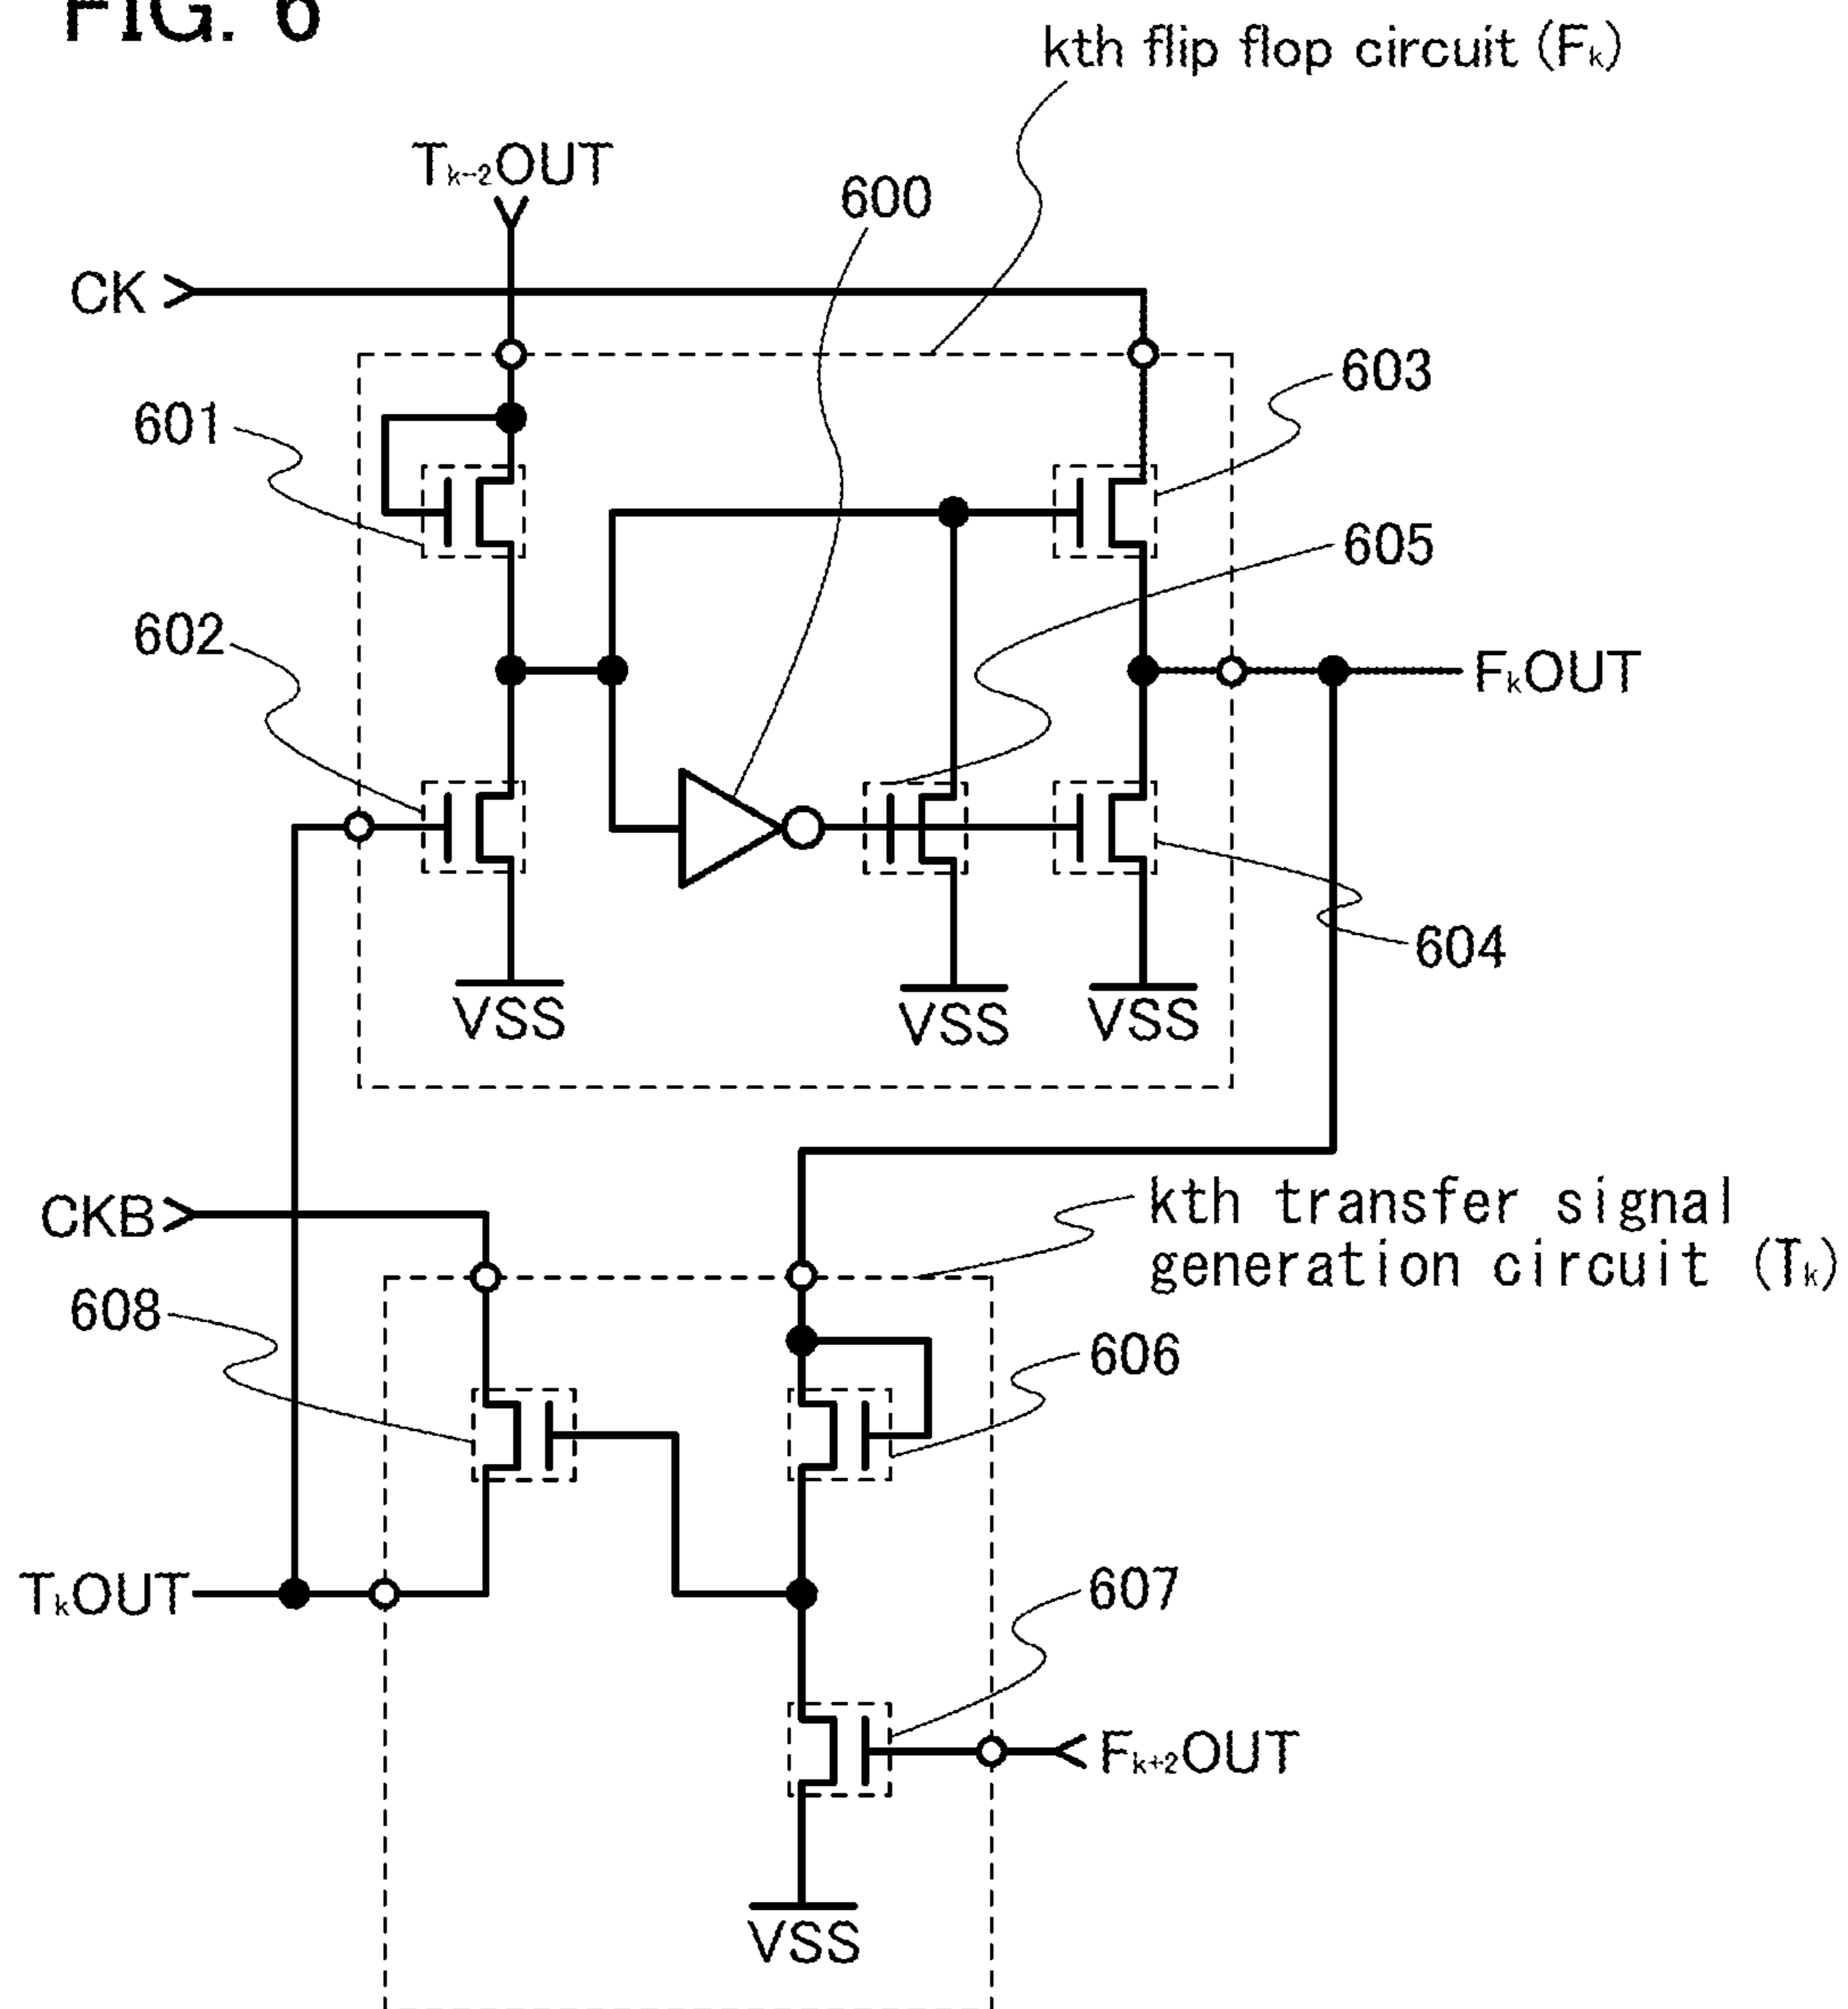 FIG. 6
kth flip flop circuit (Fk)
Tk-2OUT
600
CK
603
601
605
602
FkOUT
604
VSS
VSS
VSS
CKB
kth transfer signal
generation circuit (Tk)
608
606
TkOUT
607
Fk+2OUT
VSS